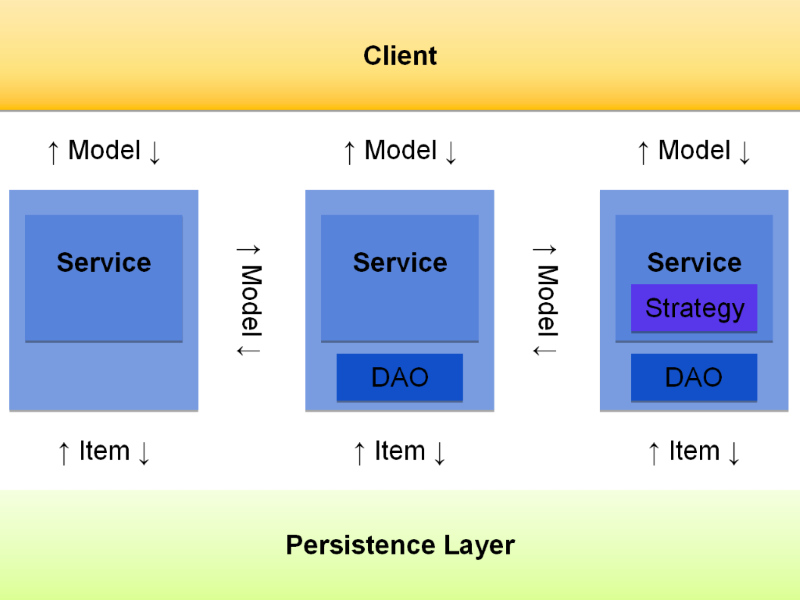 Client
↑ Model ↓
↑ Model ↓
↑ Model ↓
Service
Service
Service
Strategy
↑ Model ↓
↑ Model ↓
DAO
DAO
↑ Item ↓
↑ Item ↓
↑ Item ↓
Persistence Layer